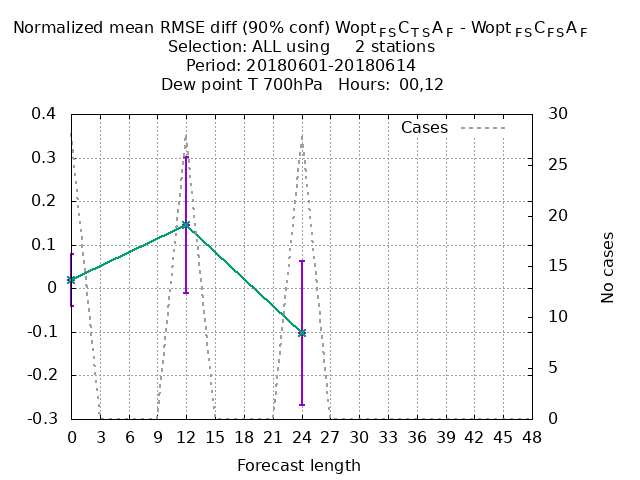 Normalized mean RMSE diff (90% conf) Wopt FS C TS A F - Wopt FS C FS A F
Selection: ALL using 2 stations
Period: 20180601-20180614
Dew point T 700hPa Hours: 00,12
Cases
0.4
0.3
0.2
0.1
0
-0.1
-0.2
-0.3
30
25
20
15
10
5
0
No cases
0 3 6 9 12 15 18 21 24 27 30 33 36 39 42 45 48
Forecast length